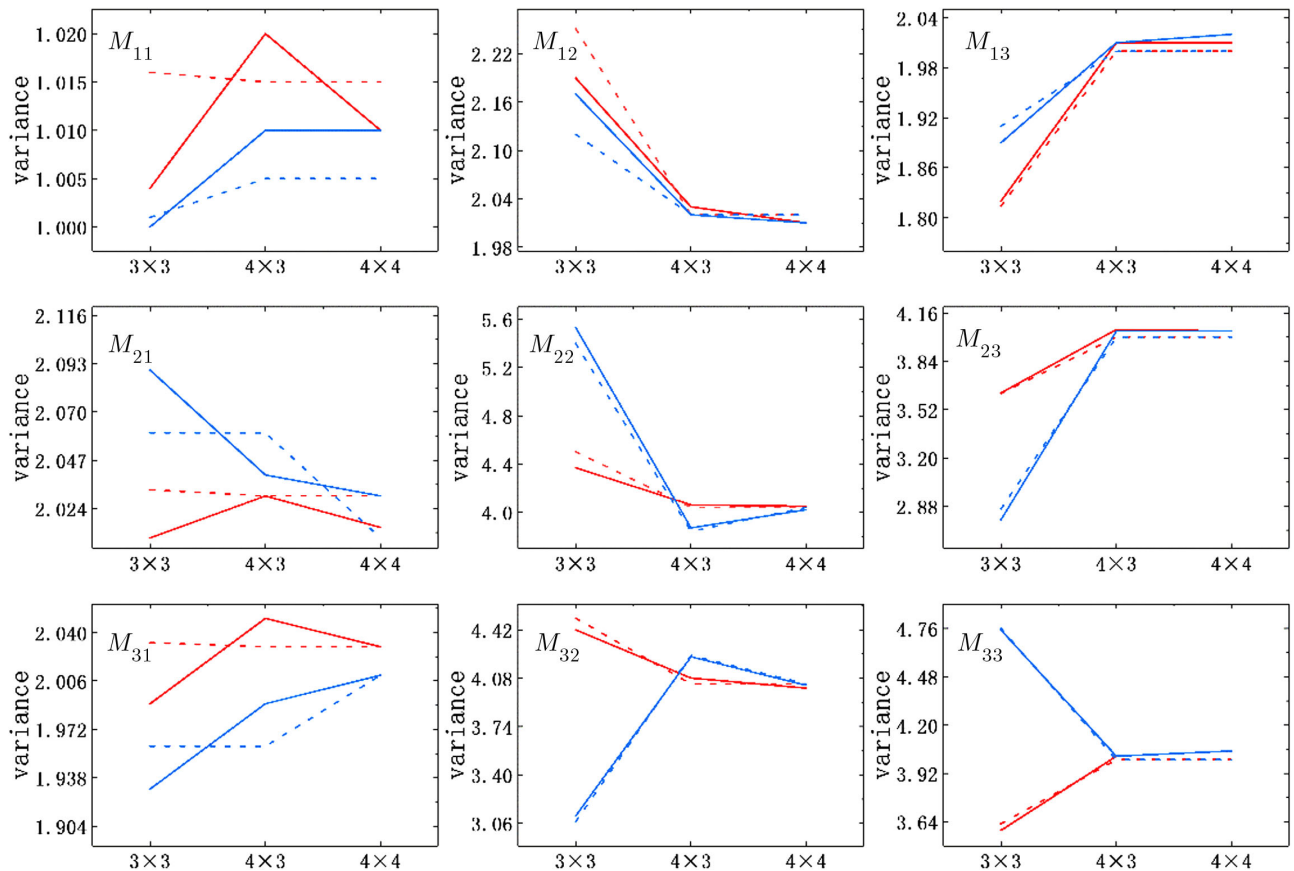 M11
variance
1.020
1.015
1.010
1.005
1.000
3×3 4×3 4×4
M12
variance
2.22
2.16
2.10
2.04
1.98
3×3 4×3 4×4
M13
variance
2.04
1.98
1.92
1.86
1.80
3×3 4×3 4×4
M21
variance
2.116
2.093
2.070
2.047
2.024
3×3 4×3 4×4
M22
variance
5.6
5.2
4.8
4.4
4.0
3×3 4×3 4×4
M23
variance
4.16
3.84
3.52
3.20
2.88
3×3 4×3 4×4
M31
variance
2.040
2.006
1.972
1.938
1.904
3×3 4×3 4×4
M32
variance
4.42
4.08
3.74
3.40
3.06
3×3 4×3 4×4
M33
variance
4.76
4.48
4.20
3.92
3.64
3×3 4×3 4×4